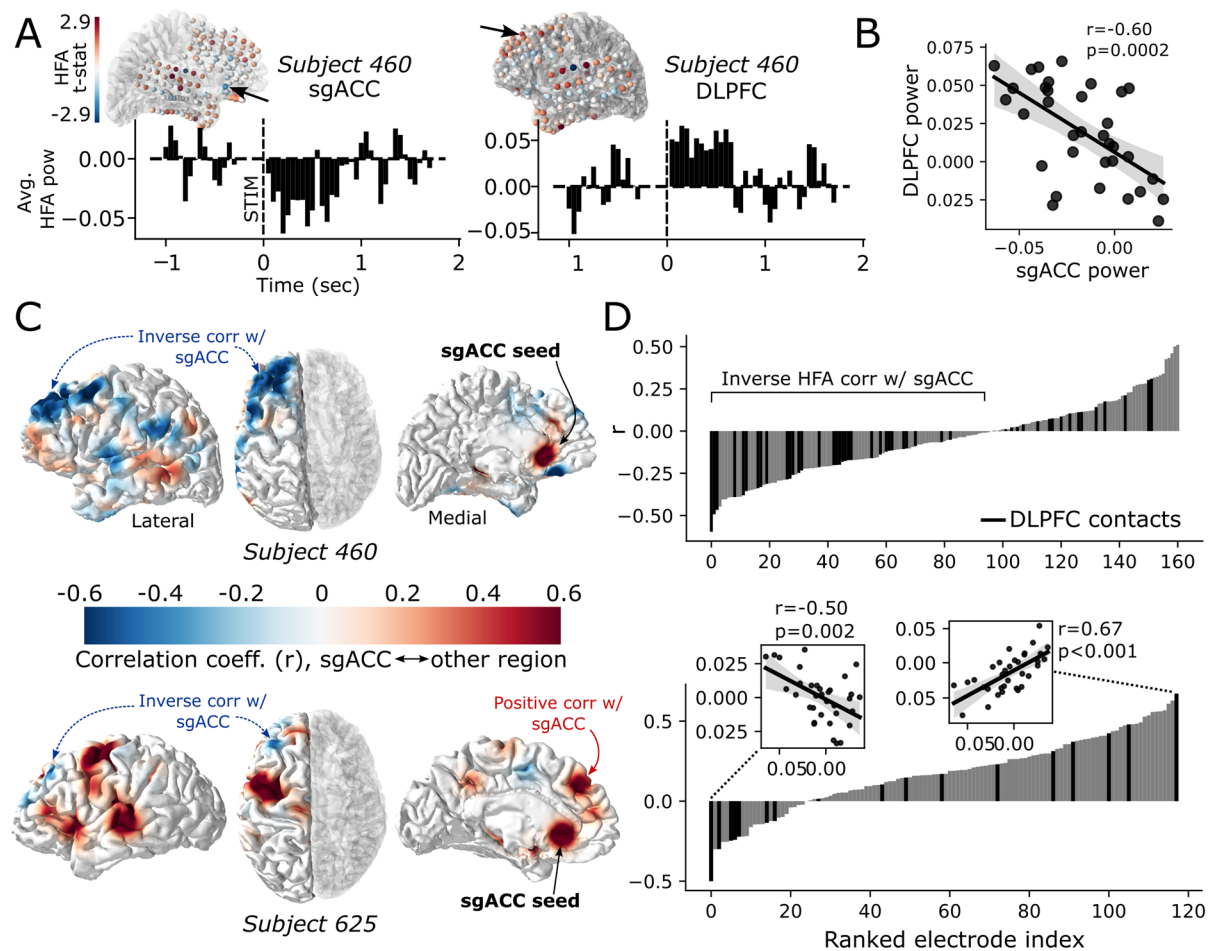 A
2.9
HFA
t-stat
-2.9
Subject 460
sgACC
Subject 460
DLPFC
0.00
−0.05
Avg.
HFA pow
STIM
−1
0
1
2
Time (sec)
0.05
0.00
−0.05
1
0
1
2
B
r=-0.60
p=0.0002
0.075
0.050
0.025
0.000
0.025
DLPFC power
−0.05
0.00
sgACC power
C
Inverse corr w/
sgACC
sgACC seed
Lateral
Medial
Subject 460
-0.6
-0.4
-0.2
0
0.2
0.4
0.6
Correlation coeff. (r), sgACC↔other region
Inverse corr w/
sgACC
Positive corr w/
sgACC
sgACC seed
Subject 625
D
0.50
0.25
0.00
−0.25
−0.50
r
Inverse HFA corr w/ sgACC
DLPFC contacts
0
20
40
60
80
100
120
140
160
r=-0.50
p=0.002
0.025
0.000
0.025
0.050.00
r=0.67
p<0.001
0.05
0.00
0.05
0.050.00
0.5
0.0
−0.5
0
20
40
60
80
100
120
Ranked electrode index